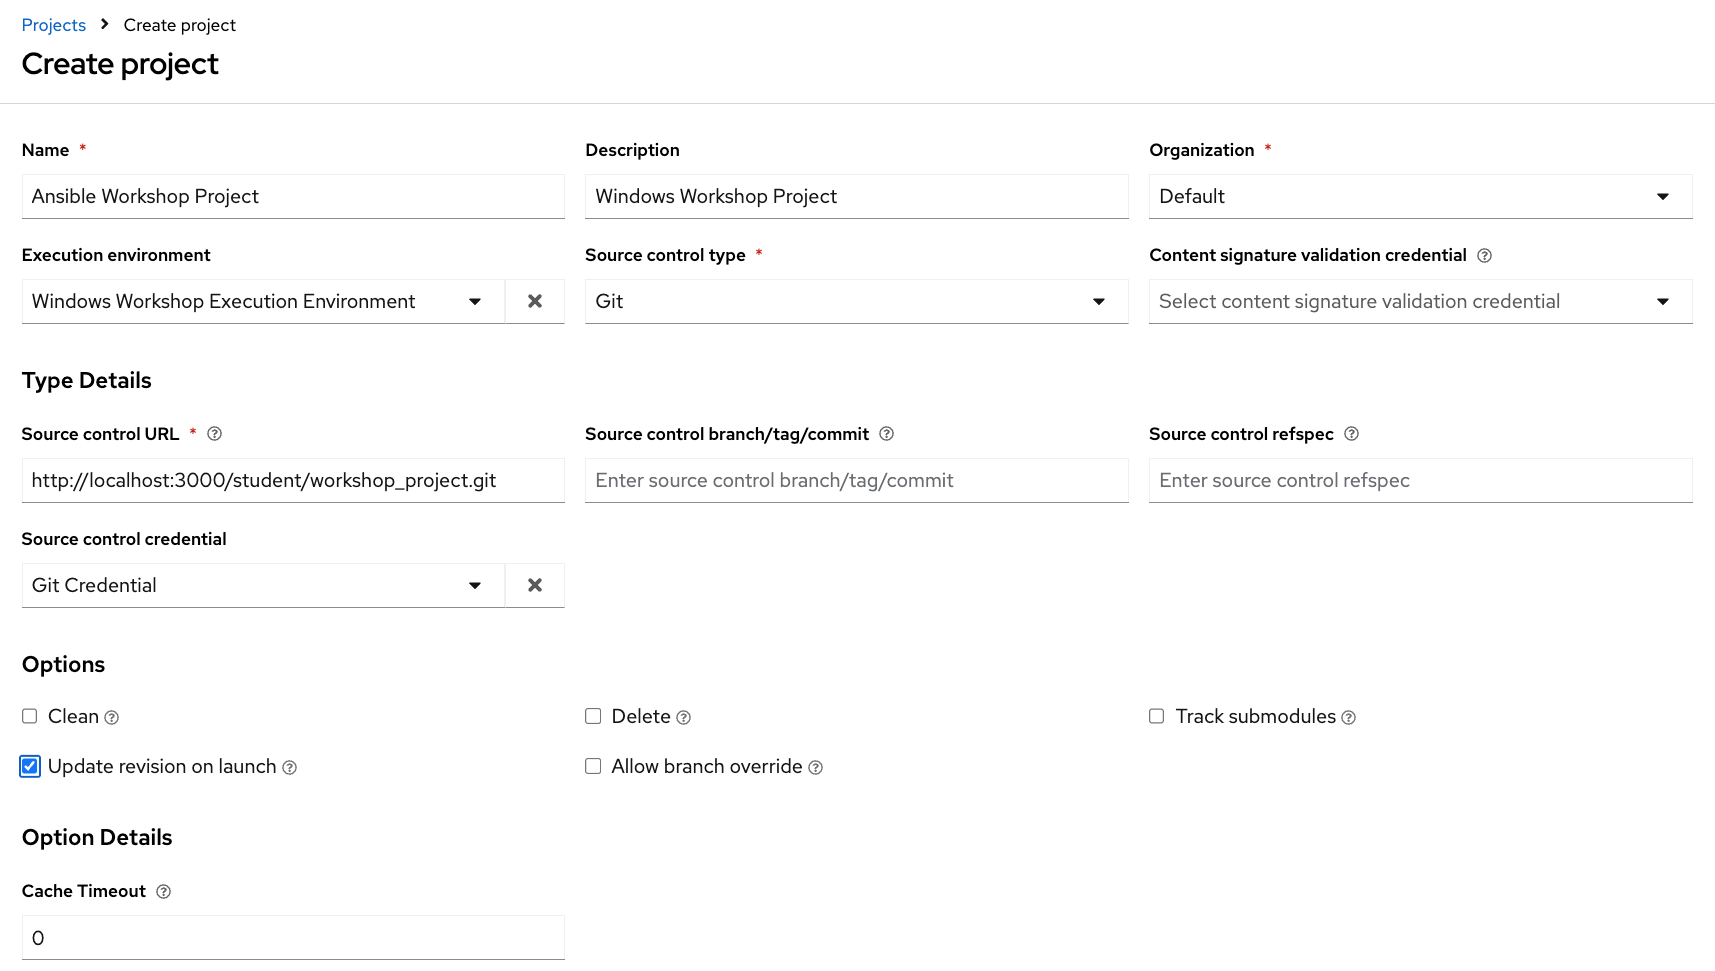 Projects > Create project
Create project
Name * Description Organization *
Ansible Workshop Project Windows Workshop Project Default
Execution environment Source control type * Content signature validation credential
Windows Workshop Execution Environment Git Select content signature validation credential
Type Details
Source control URL * Source control branch/tag/commit Source control refspec
http://localhost:3000/student/workshop_project.git Enter source control branch/tag/commit Enter source control refspec
Source control credential
Git Credential
Options
Clean Delete Track submodules
Update revision on launch Allow branch override
Option Details
Cache Timeout
0